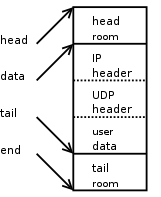 head
room
head
IP
header
data
UDP
header
tail
user
data
end
tail
room